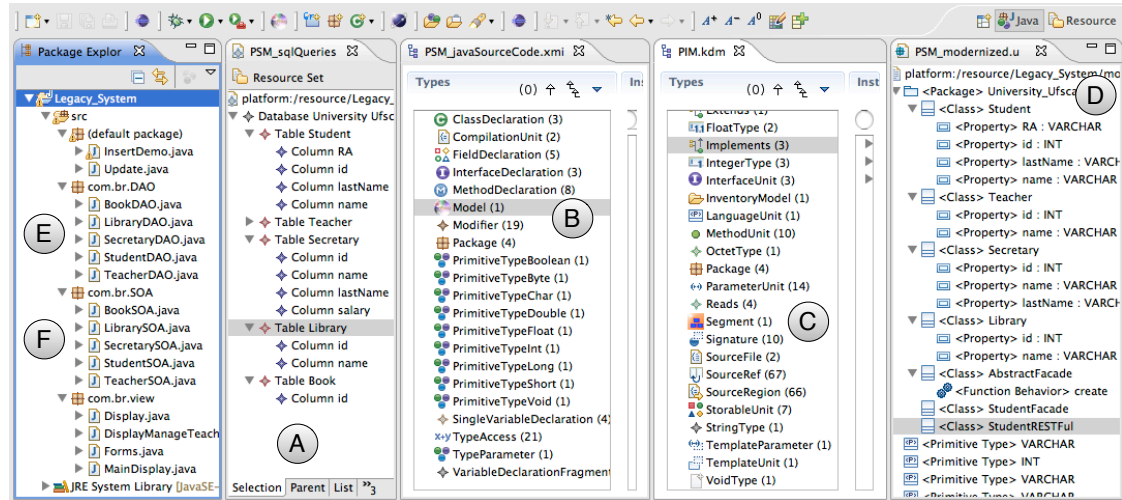 A+ A- A0
Java
Resource
Package Explor
Legacy_System
src
(default package)
InsertDemo.java
Update.java
com.br.DAO
BookDAO.java
LibraryDAO.java
SecretaryDAO.java
StudentDAO.java
TeacherDAO.java
com.br.SOA
BookSOA.java
LibrarySOA.java
SecretarySOA.java
StudentSOA.java
TeacherSOA.java
com.br.view
Display.java
DisplayManageTeach
Forms.java
MainDisplay.java
JRE System Library [JavaSE-
E
F
PSM_sqlQueries
Resource Set
platform:/resource/Legacy_
Database University Ufsc
Table Student
Column RA
Column id
Column lastName
Column name
Table Teacher
Table Secretary
Column id
Column name
Column lastName
Column salary
Table Library
Column id
Column name
Table Book
Column id
A
Selection Parent List »3
PSM_javaSourceCode.xmi
Types
Ins
(0)
ClassDeclaration (3)
CompilationUnit (2)
FieldDeclaration (5)
InterfaceDeclaration (3)
MethodDeclaration (8)
Model (1)
Modifier (19)
Package (4)
PrimitiveTypeBoolean (1)
PrimitiveTypeByte (1)
PrimitiveTypeChar (1)
PrimitiveTypeDouble (1)
PrimitiveTypeFloat (1)
PrimitiveTypeInt (1)
PrimitiveTypeLong (1)
PrimitiveTypeShort (1)
PrimitiveTypeVoid (1)
SingleVariableDeclaration (4)
TypeAccess (21)
TypeParameter (1)
VariableDeclarationFragmen
B
PIM.kdm
Types
Inst
(0)
Extends (1)
FloatType (2)
Implements (3)
IntegerType (3)
InterfaceUnit (3)
InventoryModel (1)
LanguageUnit (1)
MethodUnit (10)
OctetType (1)
Package (4)
ParameterUnit (14)
Reads (4)
Segment (1)
Signature (10)
SourceFile (2)
SourceRef (67)
SourceRegion (66)
StorableUnit (7)
StringType (1)
TemplateParameter (1)
TemplateUnit (1)
VoidType (1)
C
PSM_modernized.u
platform:/resource/Legacy_System/mo
<Package> University_Ufsca
D
<Class> Student
<Property> RA : VARCHAR
<Property> id : INT
<Property> lastName : VARCH
<Property> name : VARCHAR
<Class> Teacher
<Property> id : INT
<Property> name : VARCHAR
<Class> Secretary
<Property> id : INT
<Property> name : VARCHAR
<Property> lastName : VARCH
<Class> Library
<Property> id : INT
<Property> name : VARCHAR
<Class> AbstractFacade
<Function Behavior> create
<Class> StudentFacade
<Class> StudentRESTFul
<Primitive Type> VARCHAR
<Primitive Type> INT
<Primitive Type> VARCHAR
<Primitive Type> VARCHAR